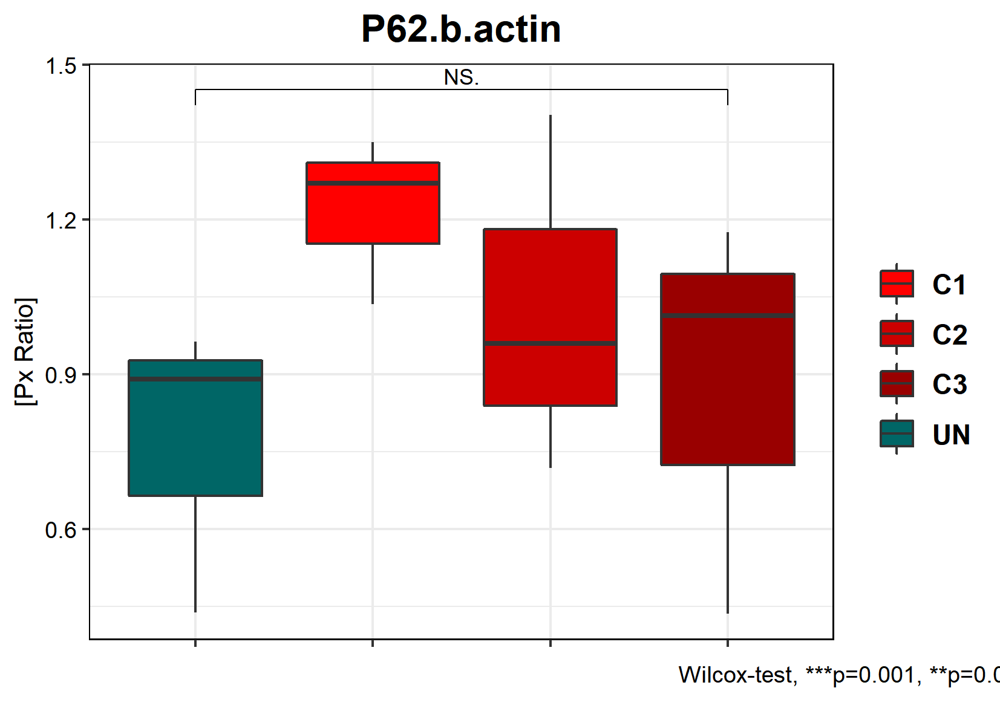 P62.b.actin
1.5
NS.
1.2
0.9
0.6
[Px Ratio]
C1
C2
C3
UN
Wilcox-test, ***p=0.001, **p=0.0